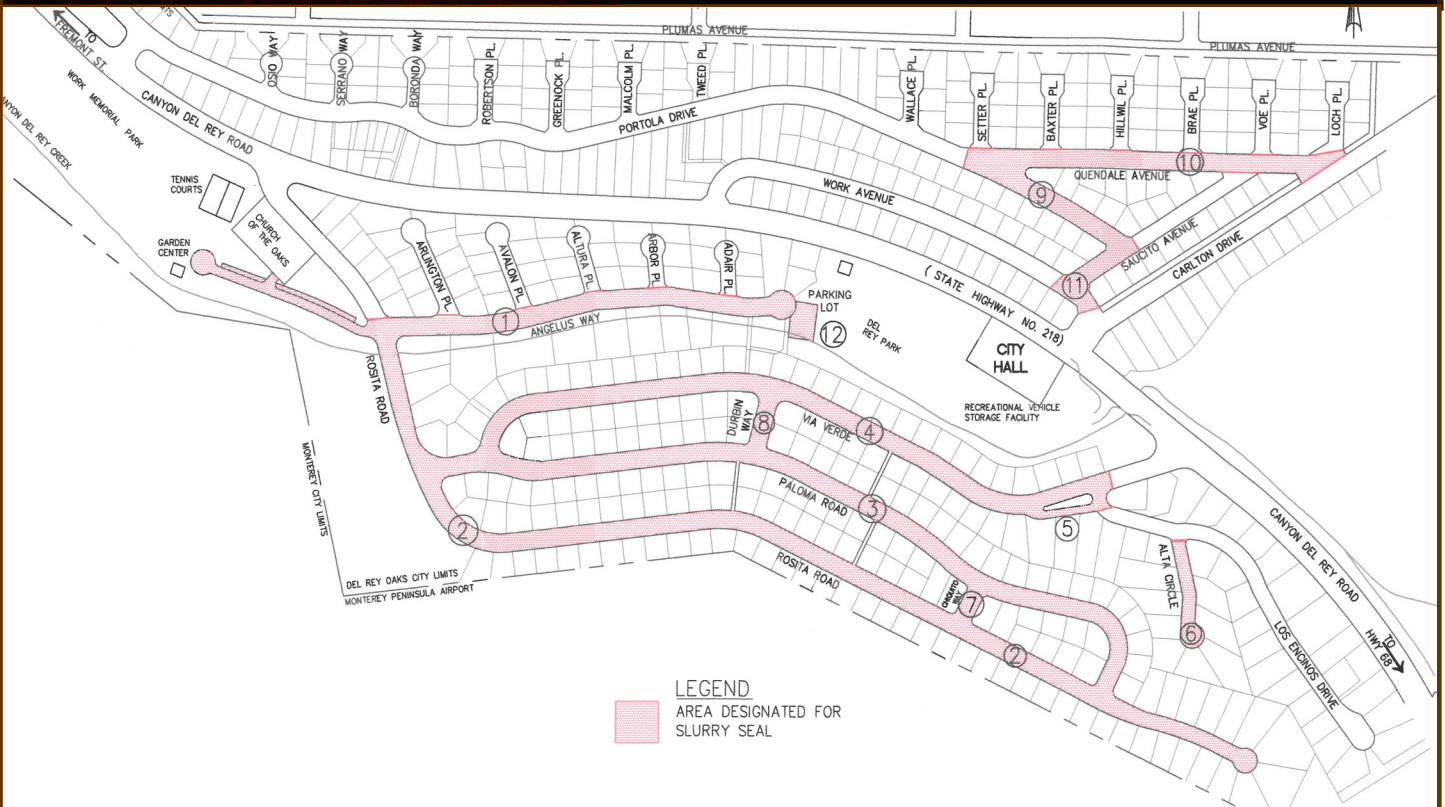 PLUMAS AVENUE
PLUMAS AVENUE
TO
FREMONT ST.
WORK MEMORIAL PARK
CANYON DEL REY ROAD
OSIO WAY
SERRANO WAY
BORONDA WAY
ROBERTSON PL.
GREENOCK PL.
MALCOLM PL.
TWEED PL.
PORTOLA DRIVE
WALLACE PL.
SETTER PL.
BAXTER PL.
HILLWIL PL.
BRAE PL.
VOE PL.
LOCH PL.
10
QUENDALE AVENUE
9
WORK AVENUE
SAUCITO AVENUE
CARLTON DRIVE
11
ANYON DEL REY CREEK
TENNIS
COURTS
CHURCH
OF THE OAKS
GARDEN
CENTER
ARLINGTON PL.
AVALON PL.
ALTURA PL.
ARBOR PL.
ADAIR PL.
1
ANGELUS WAY
PARKING
LOT
12
DEL
REY PARK
( STATE HIGHWAY NO. 218)
CITY
HALL
RECREATIONAL VEHICLE
STORAGE FACILITY
ROSITA ROAD
DURBIN
WAY
8
VIA VERDE
4
PALOMA ROAD
3
5
2
MONTEREY CITY LIMITS
DEL REY OAKS CITY LIMITS
MONTEREY PENINSULA AIRPORT
ROSITA ROAD
CHIQUITO
WAY
7
2
ALTA CIRCLE
6
CANYON DEL REY ROAD
LOS ENCINOS DRIVE
TO
HWY 68
LEGEND
AREA DESIGNATED FOR
SLURRY SEAL